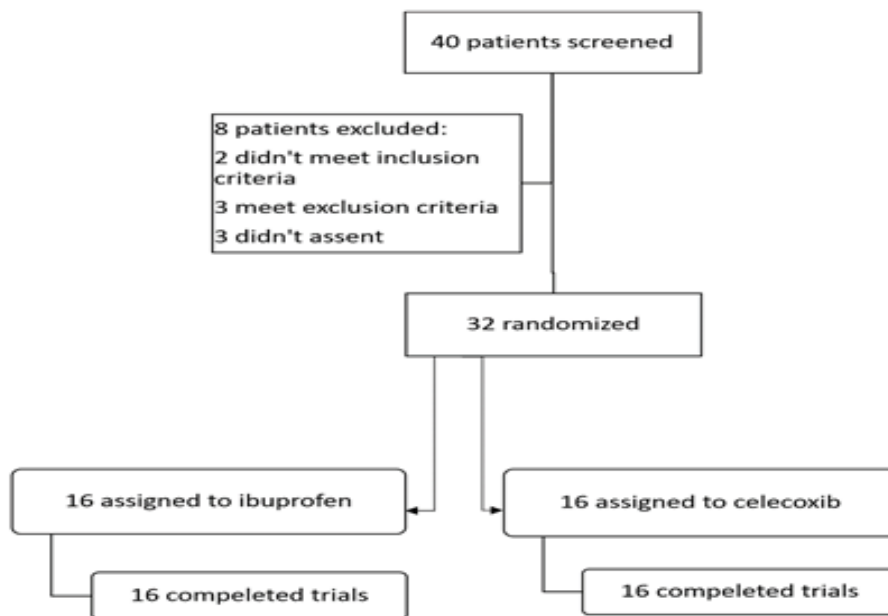 40 patients screened
8 patients excluded:
2 didn't meet inclusion
criteria
3 meet exclusion criteria
3 didn't assent
32 randomized
16 assigned to ibuprofen
16 assigned to celecoxib
16 compeleted trials
16 compeleted trials